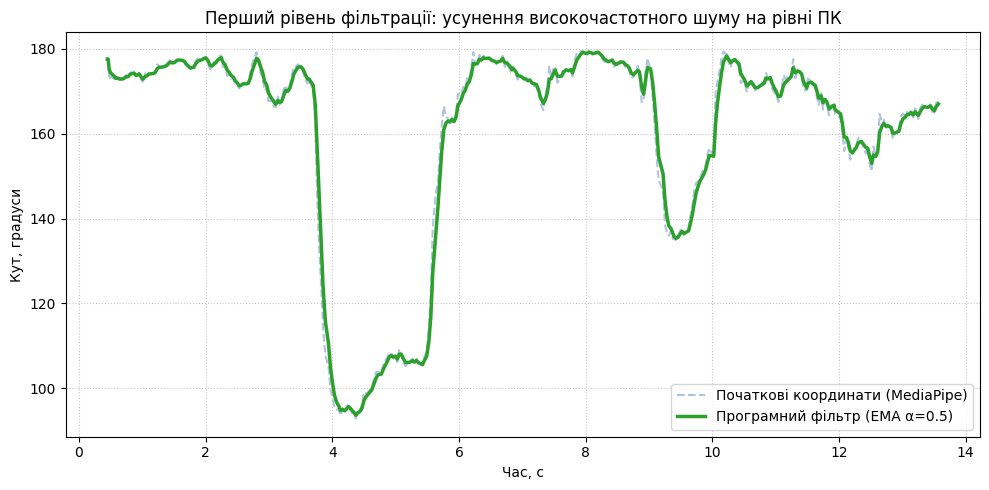 Перший рівень фільтрації: усунення високочастотного шуму на рівні ПК
Кут, градуси
180
160
140
120
100
0 2 4 6 8 10 12 14
Час, с
Початкові координати (MediaPipe)
Програмний фільтр (EMA α=0.5)